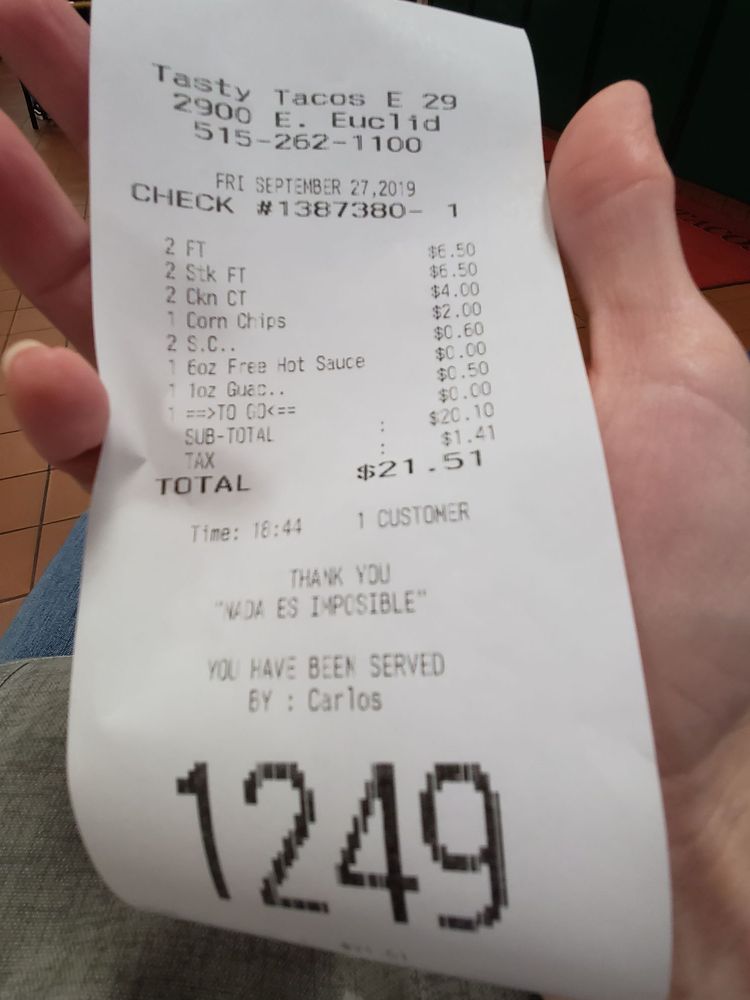 Tasty Tacos E 29
2900 E. Euclid
515-262-1100
FRI SEPTEMBER 27,2019
CHECK #1387380- 1
2 FT $6.50
2 Stk FT $6.50
2 Ckn CT $4.00
1 Corn Chips $2.00
2 S.C.. $0.60
1 6oz Free Hot Sauce $0.00
1 1oz Guac.. $0.50
1 ==>TO GO<== $0.00
SUB-TOTAL : $20.10
TAX : $1.41
TOTAL $21.51
Time: 18:44 1 CUSTOMER
THANK YOU
"NADA ES IMPOSIBLE"
YOU HAVE BEEN SERVED
BY : Carlos
1249